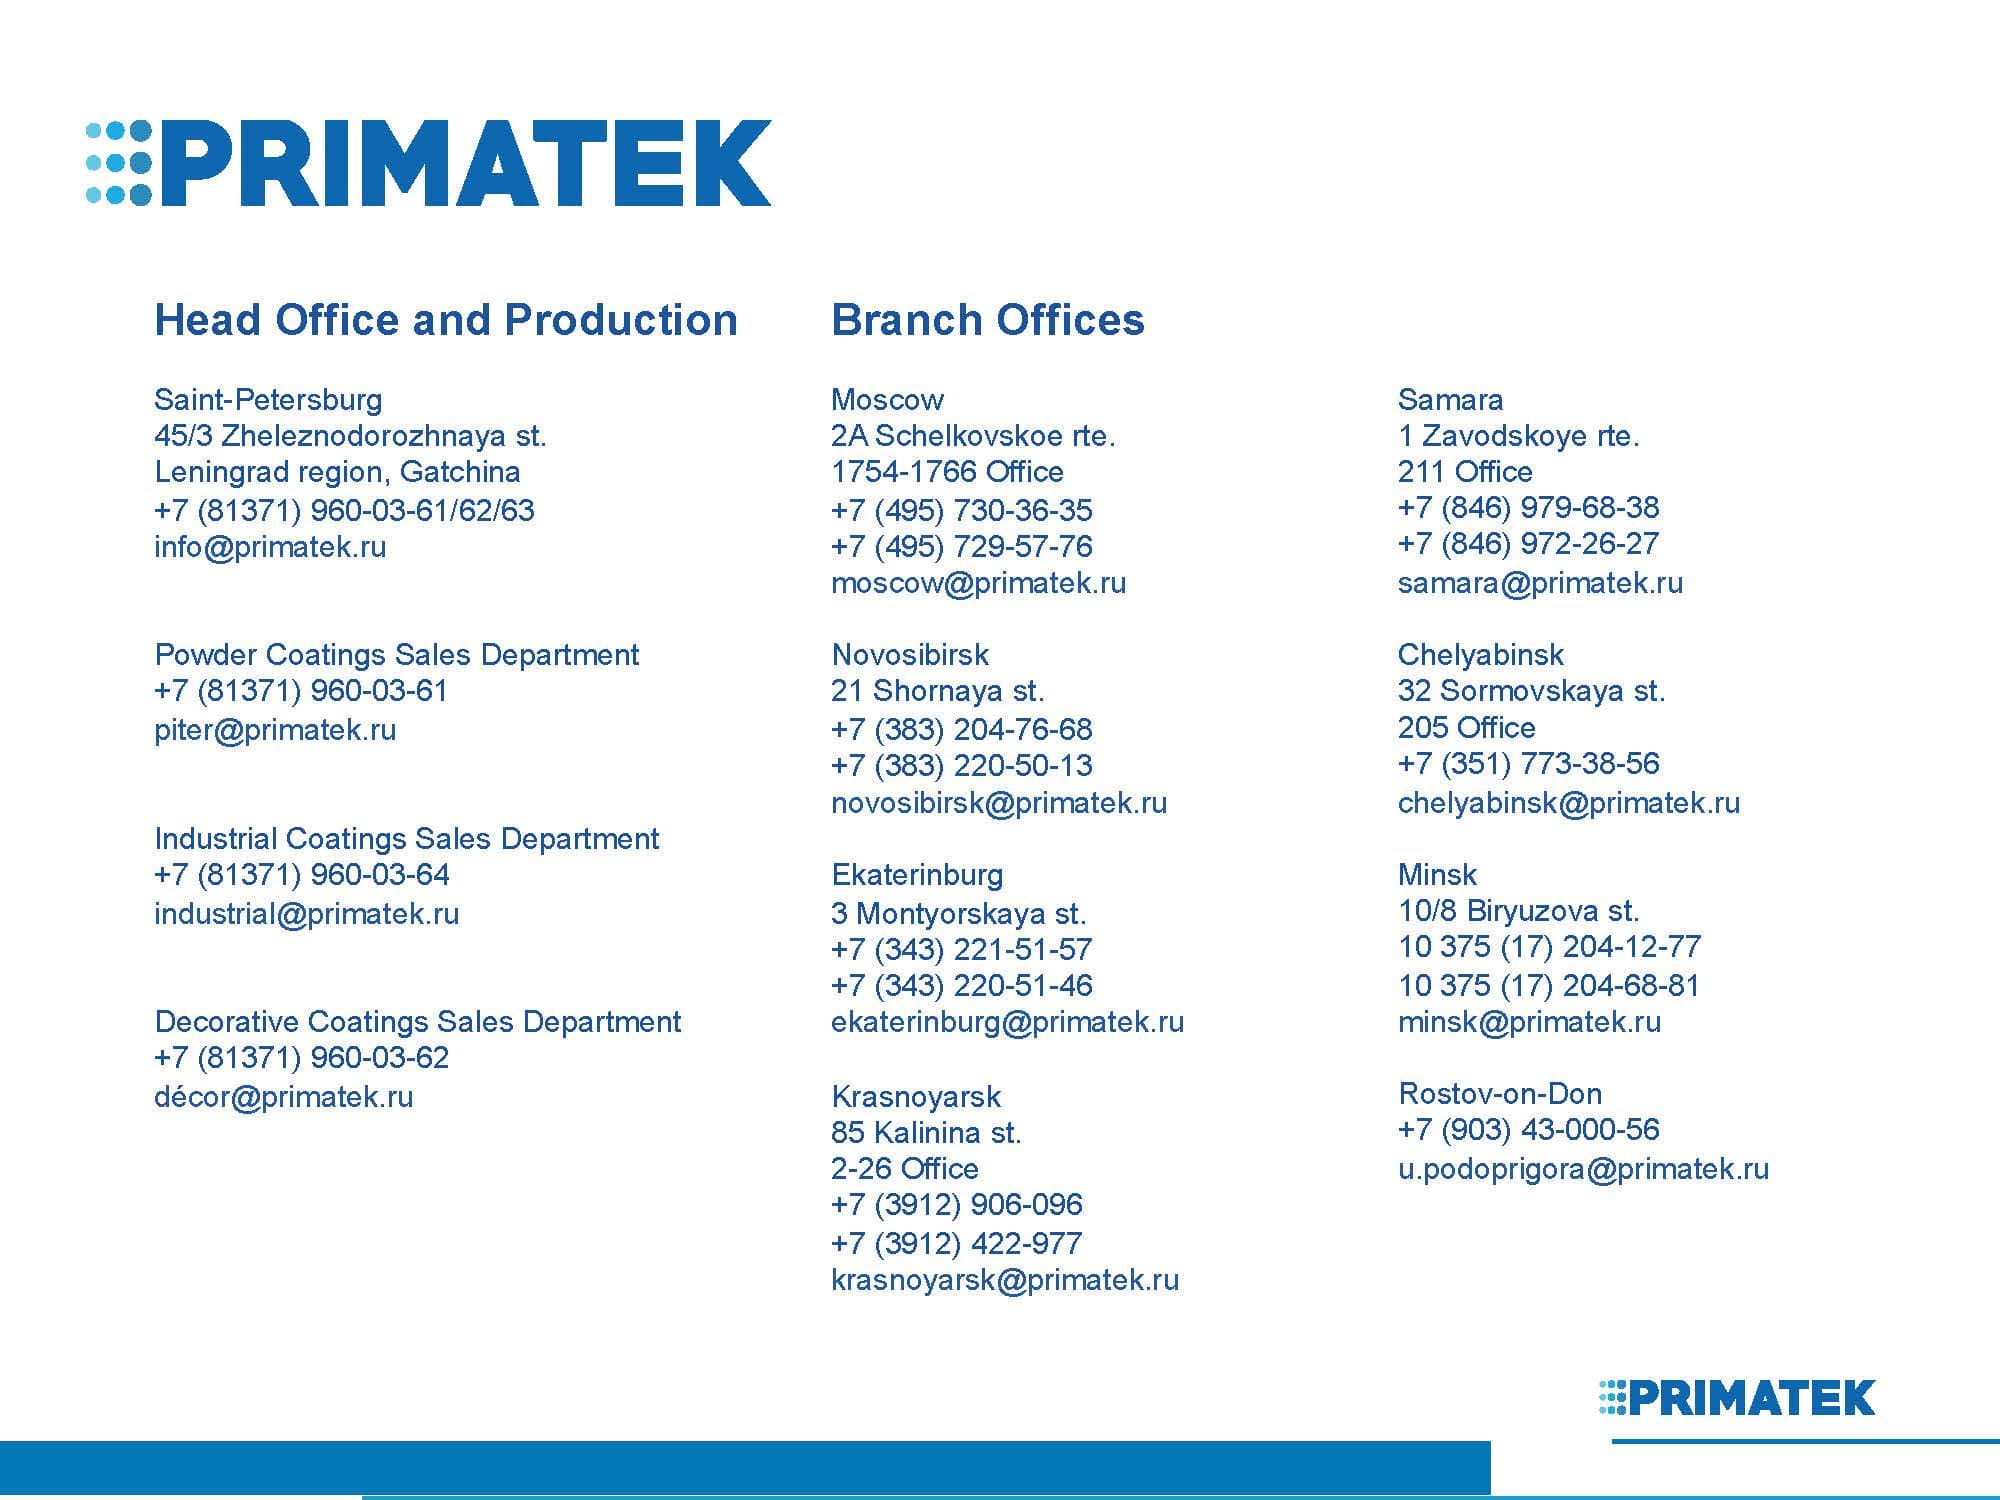 PRIMATEK
Head Office and Production
Saint-Petersburg
45/3 Zheleznodorozhnaya st.
Leningrad region, Gatchina
+7 (81371) 960-03-61/62/63
info@primatek.ru
Powder Coatings Sales Department
+7 (81371) 960-03-61
piter@primatek.ru
Industrial Coatings Sales Department
+7 (81371) 960-03-64
industrial@primatek.ru
Decorative Coatings Sales Department
+7 (81371) 960-03-62
décor@primatek.ru
Branch Offices
Moscow
2A Schelkovskoe rte.
1754-1766 Office
+7 (495) 730-36-35
+7 (495) 729-57-76
moscow@primatek.ru
Novosibirsk
21 Shornaya st.
+7 (383) 204-76-68
+7 (383) 220-50-13
novosibirsk@primatek.ru
Ekaterinburg
3 Montyorskaya st.
+7 (343) 221-51-57
+7 (343) 220-51-46
ekaterinburg@primatek.ru
Krasnoyarsk
85 Kalinina st.
2-26 Office
+7 (3912) 906-096
+7 (3912) 422-977
krasnoyarsk@primatek.ru
Samara
1 Zavodskoye rte.
211 Office
+7 (846) 979-68-38
+7 (846) 972-26-27
samara@primatek.ru
Chelyabinsk
32 Sormovskaya st.
205 Office
+7 (351) 773-38-56
chelyabinsk@primatek.ru
Minsk
10/8 Biryuzova st.
10 375 (17) 204-12-77
10 375 (17) 204-68-81
minsk@primatek.ru
Rostov-on-Don
+7 (903) 43-000-56
u.podoprigora@primatek.ru
PRIMATEK